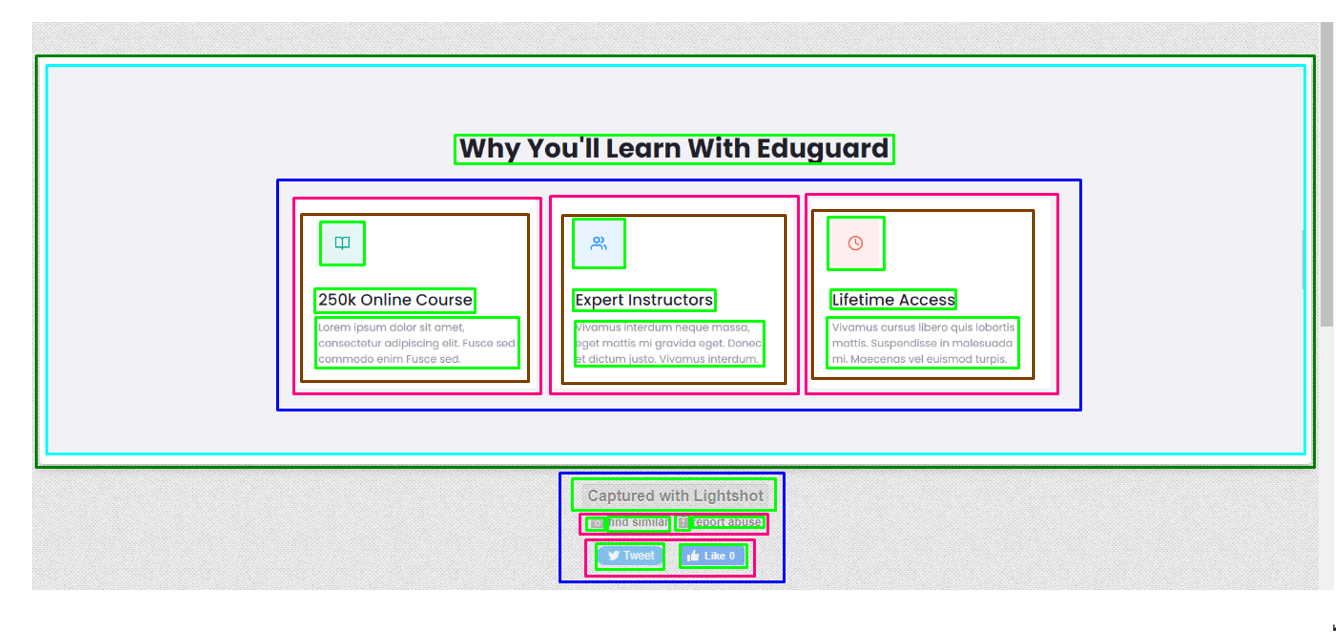 Why You'll Learn With Eduguard
250k Online Course
Lorem ipsum dolor sit amet,
consectetur adipiscing elit. Fusce sed
commodo enim Fusce sed.
Expert Instructors
Vivamus interdum neque massa,
eget mattis mi gravida eget. Donec
et dictum justo. Vivamus interdum.
Lifetime Access
Vivamus cursus libero quis lobortis
mattis. Suspendisse in malesuada
mi. Maecenas vel euismod turpis.
Captured with Lightshot
find similar report abuse
Tweet Like 0